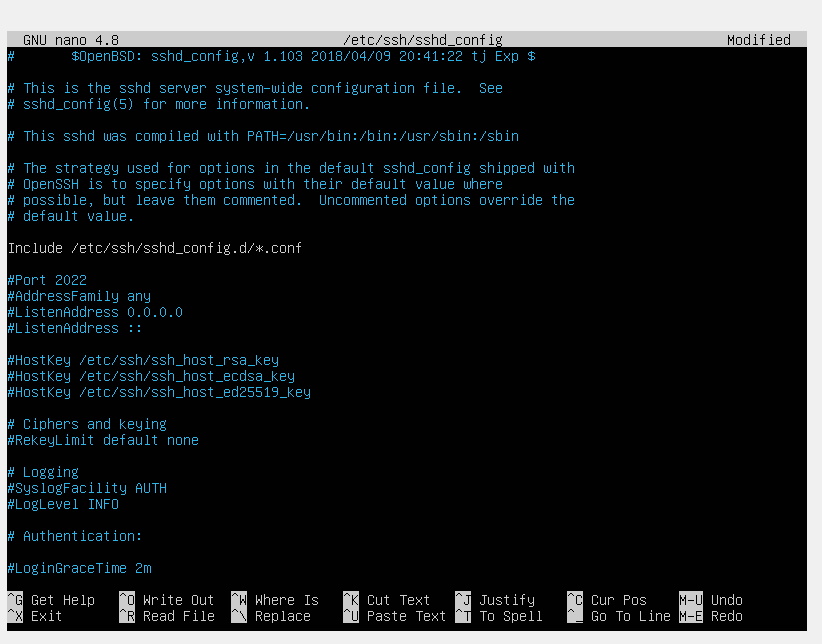 GNU nano 4.8 /etc/ssh/sshd_config Modified
# $OpenBSD: sshd_config,v 1.103 2018/04/09 20:41:22 tj Exp $
# This is the sshd server system-wide configuration file. See
# sshd_config(5) for more information.
# This sshd was compiled with PATH=/usr/bin:/bin:/usr/sbin:/sbin
# The strategy used for options in the default sshd_config shipped with
# OpenSSH is to specify options with their default value where
# possible, but leave them commented. Uncommented options override the
# default value.
Include /etc/ssh/sshd_config.d/*.conf
#Port 2022
#AddressFamily any
#ListenAddress 0.0.0.0
#ListenAddress ::
#HostKey /etc/ssh/ssh_host_rsa_key
#HostKey /etc/ssh/ssh_host_ecdsa_key
#HostKey /etc/ssh/ssh_host_ed25519_key
# Ciphers and keying
#RekeyLimit default none
# Logging
#SyslogFacility AUTH
#LogLevel INFO
# Authentication:
#LoginGraceTime 2m
^G Get Help ^O Write Out ^W Where Is ^K Cut Text ^J Justify ^C Cur Pos M-U Undo
^X Exit ^R Read File ^\ Replace ^U Paste Text ^T To Spell ^_ Go To Line M-E Redo